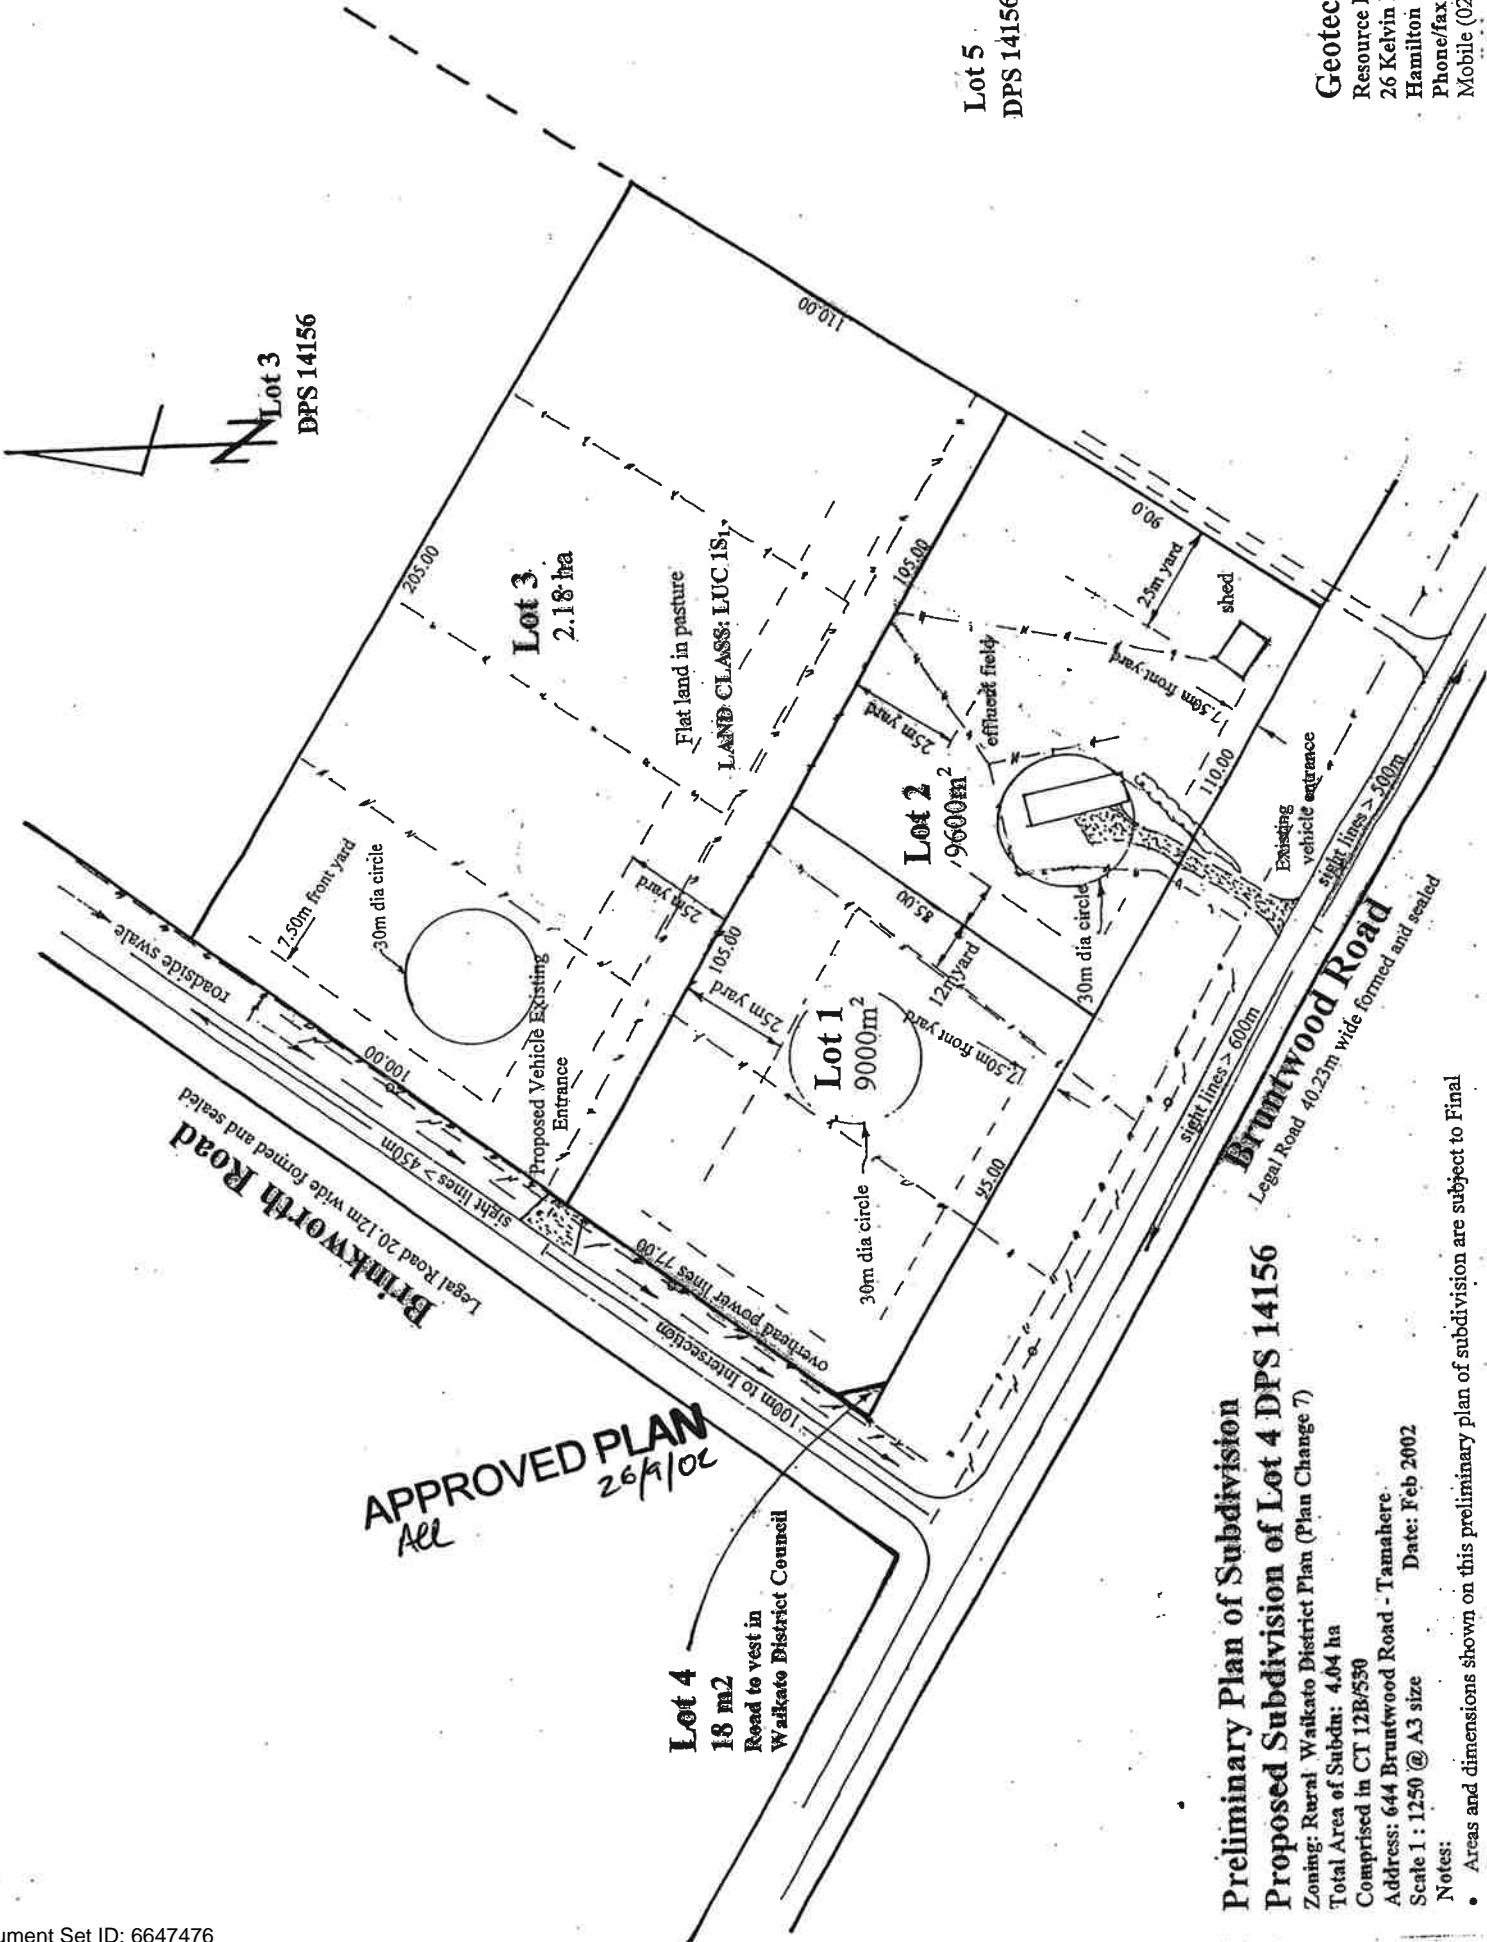 Lot 5
DPS 14156
Geotec
Resource
26 Kelvin
Hamilton
Phone/fax
Mobile (02
Lot 3
DPS 14156
N
110.00
205.00
Lot 3
2.18 ha
Flat land in pasture
LAND CLASS: LUC 1S1,
7.50m front yard
30m dia circle
roadside swale
100.00
Proposed Vehicle Existing
Entrance
25m yard
105.00
105.00
90.0
25m yard
shed
17.50m front yard
effluent field
25m yard
Lot 2
9600m2
110.00
85.00
12m yard
30m dia circle
Existing
vehicle entrance
sight lines > 500m
25m yard
Lot 1
9000m2
17.50m front yard
30m dia circle
95.00
77.00
overhead power lines
sight lines > 450m
100m to Intersection
Brinkworth Road
Legal Road 20.12m wide formed and sealed
sight lines > 600m
Bruntwood Road
Legal Road 40.23m wide formed and sealed
APPROVED PLAN
26/9/02
Lot 4
18 m2
Road to vest in
Waikato District Council
Preliminary Plan of Subdivision
Proposed Subdivision of Lot 4 DPS 14156
Zoning: Rural Waikato District Plan (Plan Change 7)
Total Area of Subdn: 4.04 ha
Comprised in CT 12B/530
Address: 644 Bruntwood Road - Tamahere
Scale 1 : 1250 @ A3 size Date: Feb 2002
Notes:
• Areas and dimensions shown on this preliminary plan of subdivision are subject to Final
ument Set ID: 6647476